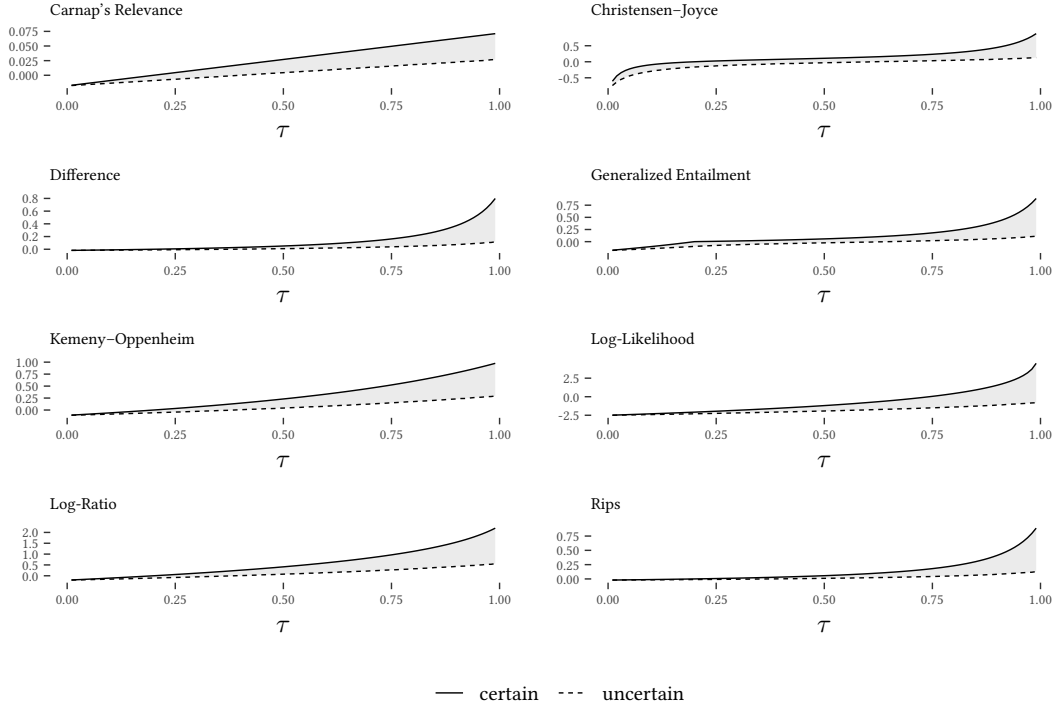 Carnap's Relevance
0.075
0.050
0.025
0.000
0.00 0.25 0.50 0.75 1.00
τ
Christensen–Joyce
0.5
0.0
-0.5
0.00 0.25 0.50 0.75 1.00
τ
Difference
0.8
0.6
0.4
0.2
0.0
0.00 0.25 0.50 0.75 1.00
τ
Generalized Entailment
0.75
0.50
0.25
0.00
0.00 0.25 0.50 0.75 1.00
τ
Kemeny–Oppenheim
1.00
0.75
0.50
0.25
0.00
0.00 0.25 0.50 0.75 1.00
τ
Log-Likelihood
2.5
0.0
-2.5
0.00 0.25 0.50 0.75 1.00
τ
Log-Ratio
2.0
1.5
1.0
0.5
0.0
0.00 0.25 0.50 0.75 1.00
τ
Rips
0.75
0.50
0.25
0.00
0.00 0.25 0.50 0.75 1.00
τ
certain uncertain